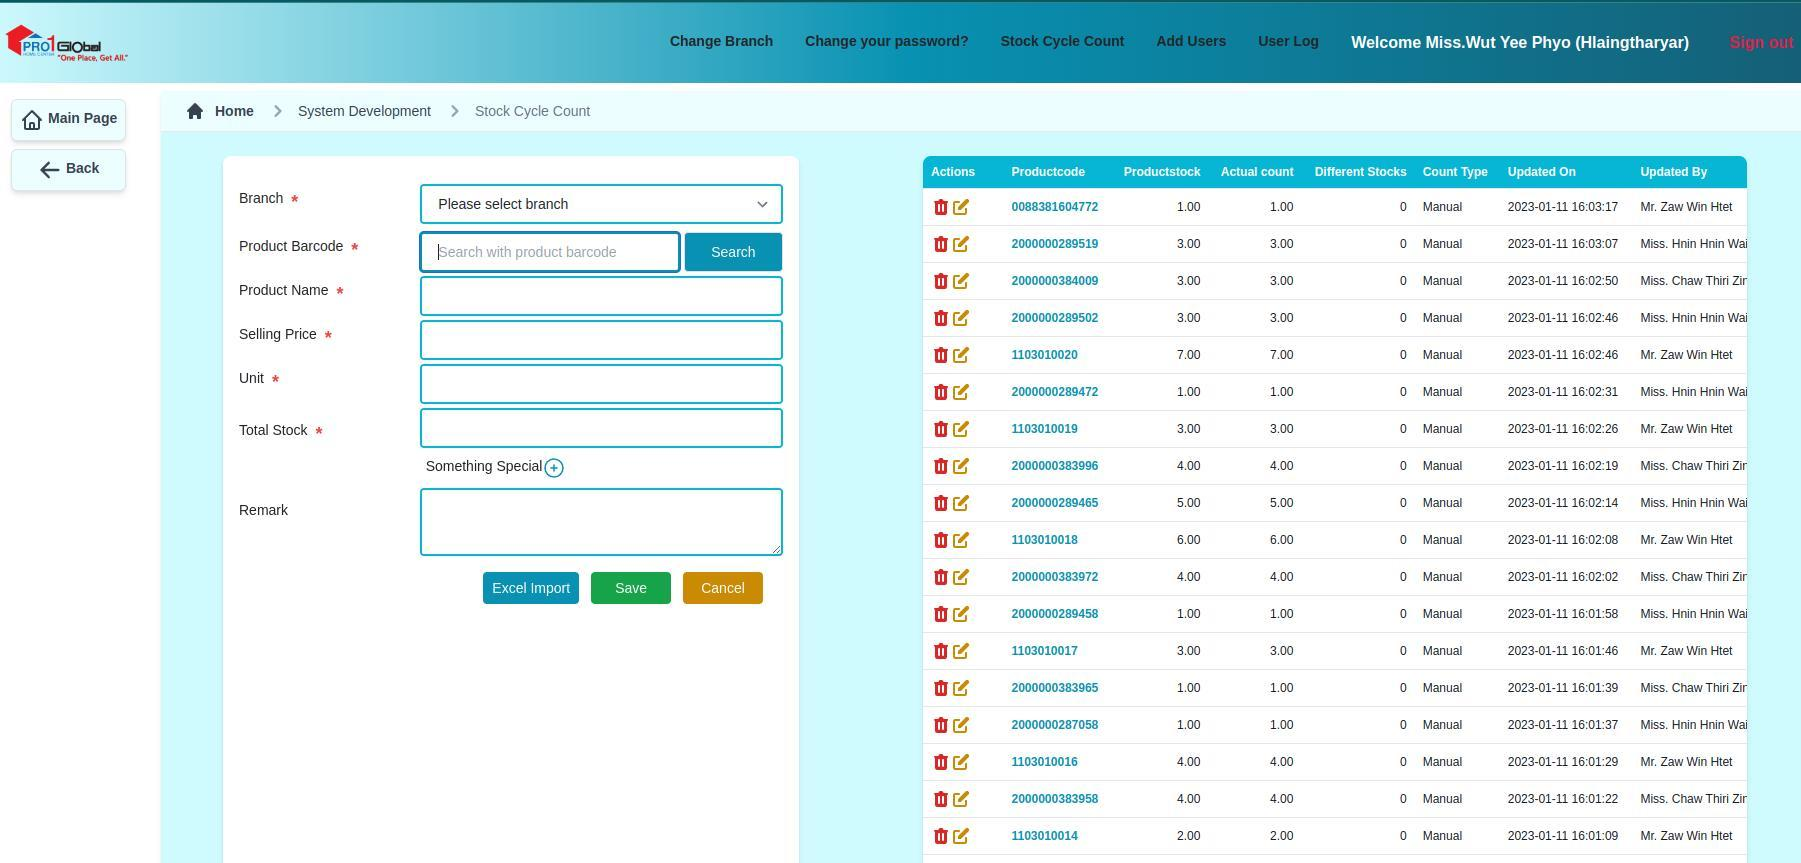 PRO1 Global
HOME CENTER
"One Place, Get All."
Change Branch Change your password? Stock Cycle Count Add Users User Log Welcome Miss.Wut Yee Phyo (Hlaingtharyar) Sign out
Main Page
Back
Home System Development Stock Cycle Count
Branch *
Please select branch
Product Barcode *
Search with product barcode
Search
Product Name *
Selling Price *
Unit *
Total Stock *
Something Special
Remark
Excel Import Save Cancel
Actions Productcode Productstock Actual count Different Stocks Count Type Updated On Updated By
0088381604772 1.00 1.00 0 Manual 2023-01-11 16:03:17 Mr. Zaw Win Htet
2000000289519 3.00 3.00 0 Manual 2023-01-11 16:03:07 Miss. Hnin Hnin Wai
2000000384009 3.00 3.00 0 Manual 2023-01-11 16:02:50 Miss. Chaw Thiri Zin
2000000289502 3.00 3.00 0 Manual 2023-01-11 16:02:46 Miss. Hnin Hnin Wai
1103010020 7.00 7.00 0 Manual 2023-01-11 16:02:46 Mr. Zaw Win Htet
2000000289472 1.00 1.00 0 Manual 2023-01-11 16:02:31 Miss. Hnin Hnin Wai
1103010019 3.00 3.00 0 Manual 2023-01-11 16:02:26 Mr. Zaw Win Htet
2000000383996 4.00 4.00 0 Manual 2023-01-11 16:02:19 Miss. Chaw Thiri Zin
2000000289465 5.00 5.00 0 Manual 2023-01-11 16:02:14 Miss. Hnin Hnin Wai
1103010018 6.00 6.00 0 Manual 2023-01-11 16:02:08 Mr. Zaw Win Htet
2000000383972 4.00 4.00 0 Manual 2023-01-11 16:02:02 Miss. Chaw Thiri Zin
2000000289458 1.00 1.00 0 Manual 2023-01-11 16:01:58 Miss. Hnin Hnin Wai
1103010017 3.00 3.00 0 Manual 2023-01-11 16:01:46 Mr. Zaw Win Htet
2000000383965 1.00 1.00 0 Manual 2023-01-11 16:01:39 Miss. Chaw Thiri Zin
2000000287058 1.00 1.00 0 Manual 2023-01-11 16:01:37 Miss. Hnin Hnin Wai
1103010016 4.00 4.00 0 Manual 2023-01-11 16:01:29 Mr. Zaw Win Htet
2000000383958 4.00 4.00 0 Manual 2023-01-11 16:01:22 Miss. Chaw Thiri Zin
1103010014 2.00 2.00 0 Manual 2023-01-11 16:01:09 Mr. Zaw Win Htet